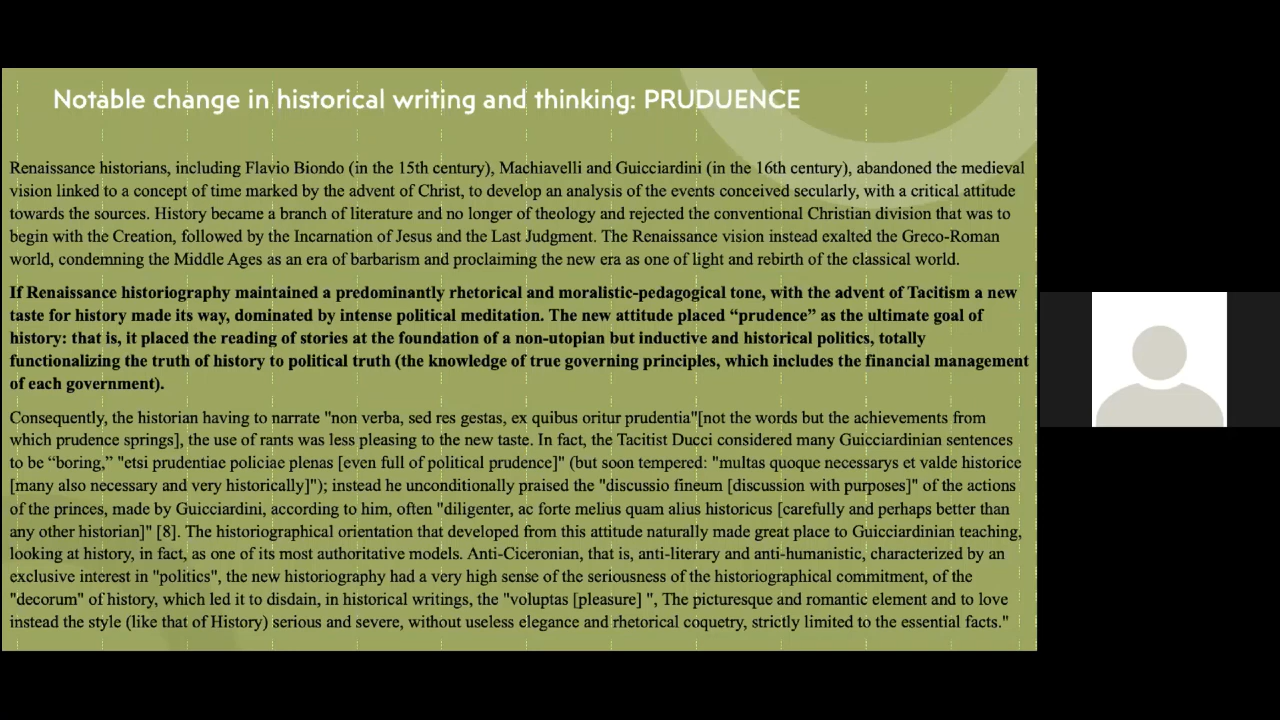 Notable change in historical writing and thinking: PRUDUENCE
Renaissance historians, including Flavio Biondo (in the 15th century), Machiavelli and Guicciardini (in the 16th century), abandoned the medieval
vision linked to a concept of time marked by the advent of Christ, to develop an analysis of the events conceived secularly, with a critical attitude
towards the sources. History became a branch of literature and no longer of theology and rejected the conventional Christian division that was to
begin with the Creation, followed by the Incarnation of Jesus and the Last Judgment. The Renaissance vision instead exalted the Greco-Roman
world, condemning the Middle Ages as an era of barbarism and proclaiming the new era as one of light and rebirth of the classical world.
If Renaissance historiography maintained a predominantly rhetorical and moralistic-pedagogical tone, with the advent of Tacitism a new
taste for history made its way, dominated by intense political meditation. The new attitude placed “prudence” as the ultimate goal of
history: that is, it placed the reading of stories at the foundation of a non-utopian but inductive and historical politics, totally
functionalizing the truth of history to political truth (the knowledge of true governing principles, which includes the financial management
of each government).
Consequently, the historian having to narrate "non verba, sed res gestas, ex quibus oritur prudentia"[not the words but the achievements from
which prudence springs], the use of rants was less pleasing to the new taste. In fact, the Tacitist Ducci considered many Guicciardinian sentences
to be “boring,” "etsi prudentiae policiae plenas [even full of political prudence]" (but soon tempered: "multas quoque necessarys et valde historice
[many also necessary and very historically]"); instead he unconditionally praised the "discussio fineum [discussion with purposes]" of the actions
of the princes, made by Guicciardini, according to him, often "diligenter, ac forte melius quam alius historicus [carefully and perhaps better than
any other historian]" [8]. The historiographical orientation that developed from this attitude naturally made great place to Guicciardinian teaching,
looking at history, in fact, as one of its most authoritative models. Anti-Ciceronian, that is, anti-literary and anti-humanistic, characterized by an
exclusive interest in "politics", the new historiography had a very high sense of the seriousness of the historiographical commitment, of the
"decorum" of history, which led it to disdain, in historical writings, the "voluptas [pleasure] ", The picturesque and romantic element and to love
instead the style (like that of History) serious and severe, without useless elegance and rhetorical coquetry, strictly limited to the essential facts."